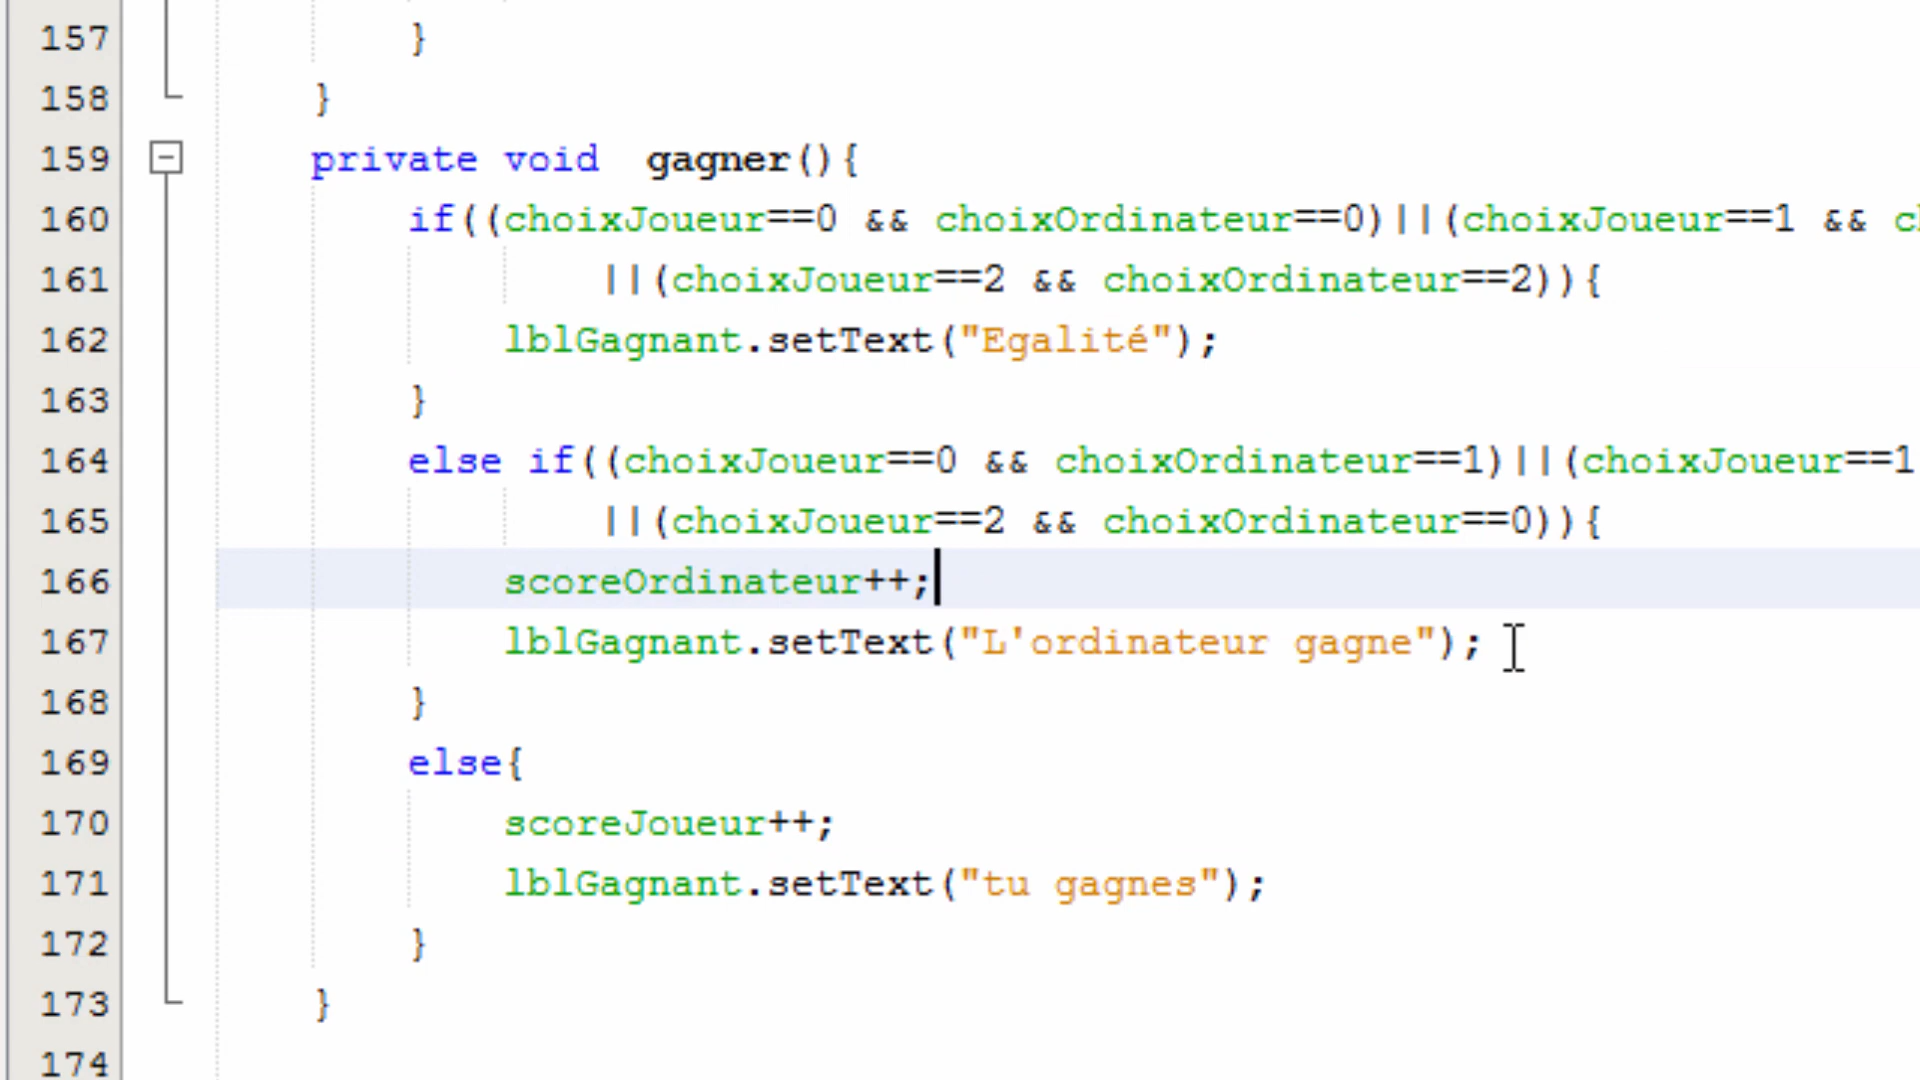 157 }
158 }
159 private void gagner(){
160 if((choixJoueur==0 && choixOrdinateur==0)||(choixJoueur==1 &&
161 ||(choixJoueur==2 && choixOrdinateur==2)){
162 lblGagnant.setText("Egalité");
163 }
164 else if((choixJoueur==0 && choixOrdinateur==1)||(choixJoueur==1
165 ||(choixJoueur==2 && choixOrdinateur==0)){
166 scoreOrdinateur++;
167 lblGagnant.setText("L'ordinateur gagne");
168 }
169 else{
170 scoreJoueur++;
171 lblGagnant.setText("tu gagnes");
172 }
173 }
174